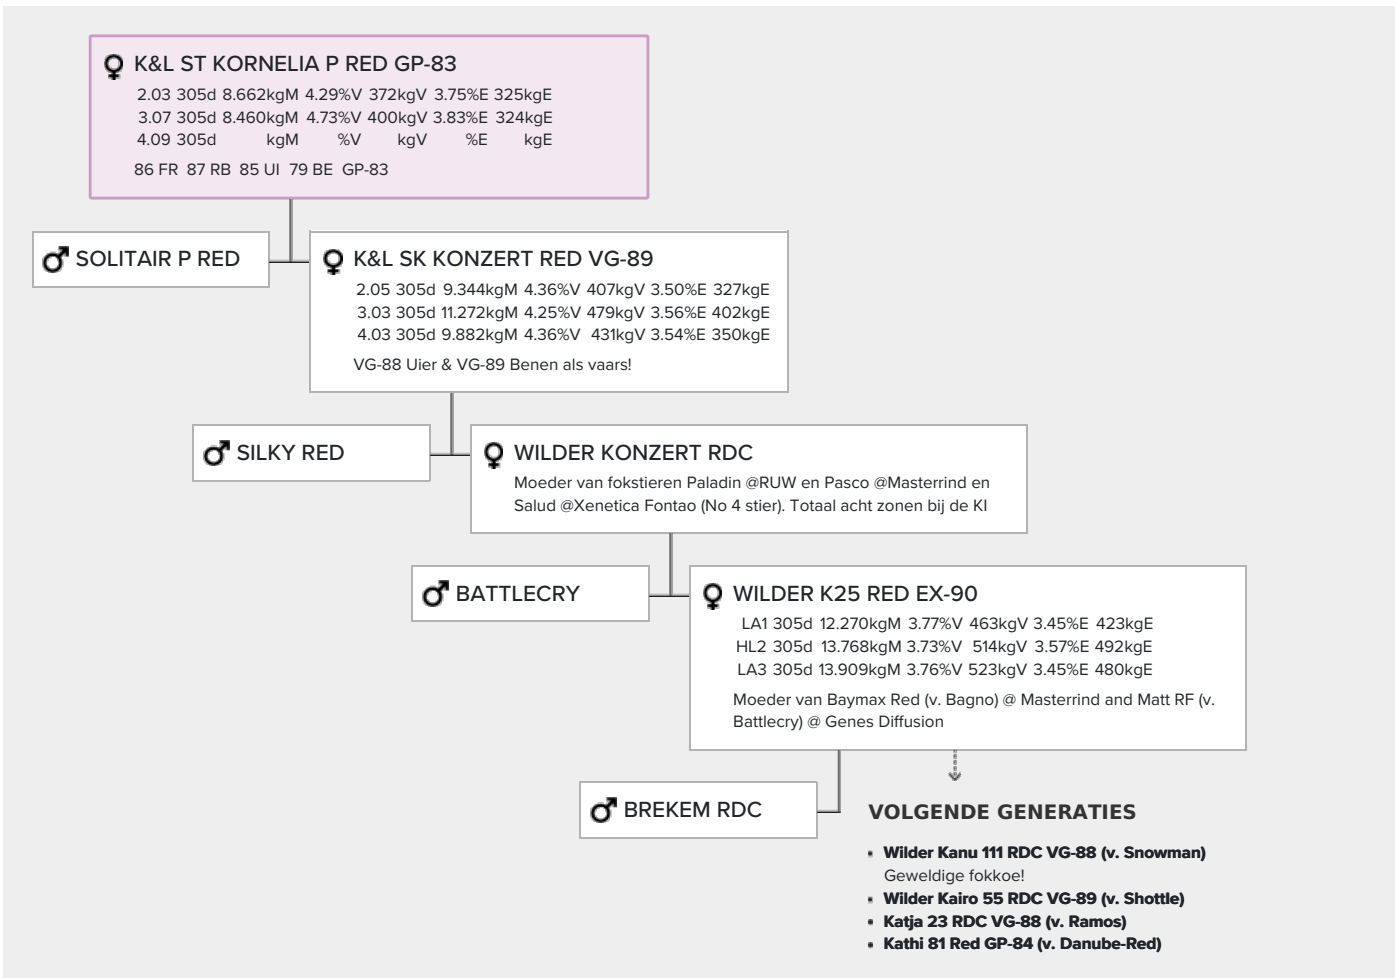 K&L ST KORNELIA P RED GP-83
2.03 305d 8.662kgM 4.29%V 372kgV 3.75%E 325kgE
3.07 305d 8.460kgM 4.73%V 400kgV 3.83%E 324kgE
4.09 305d kgM %V kgV %E kgE
86 FR 87 RB 85 UI 79 BE GP-83
SOLITAIR P RED
K&L SK KONZERT RED VG-89
2.05 305d 9.344kgM 4.36%V 407kgV 3.50%E 327kgE
3.03 305d 11.272kgM 4.25%V 479kgV 3.56%E 402kgE
4.03 305d 9.882kgM 4.36%V 431kgV 3.54%E 350kgE
VG-88 Uier & VG-89 Benen als vaars!
SILKY RED
WILDER KONZERT RDC
Moeder van fokstieren Paladin @RUW en Pasco @Masterrind en
Salud @Xenetica Fontao (No 4 stier). Totaal acht zonen bij de KI
BATTLECRY
WILDER K25 RED EX-90
LA1 305d 12.270kgM 3.77%V 463kgV 3.45%E 423kgE
HL2 305d 13.768kgM 3.73%V 514kgV 3.57%E 492kgE
LA3 305d 13.909kgM 3.76%V 523kgV 3.45%E 480kgE
Moeder van Baymax Red (v. Bagno) @ Masterrind and Matt RF (v.
Battlecry) @ Genes Diffusion
BREKEM RDC
VOLGENDE GENERATIES
Wilder Kanu 111 RDC VG-88 (v. Snowman)
Geweldige fokkoe!
Wilder Kairo 55 RDC VG-89 (v. Shottle)
Katja 23 RDC VG-88 (v. Ramos)
Kathi 81 Red GP-84 (v. Danube-Red)